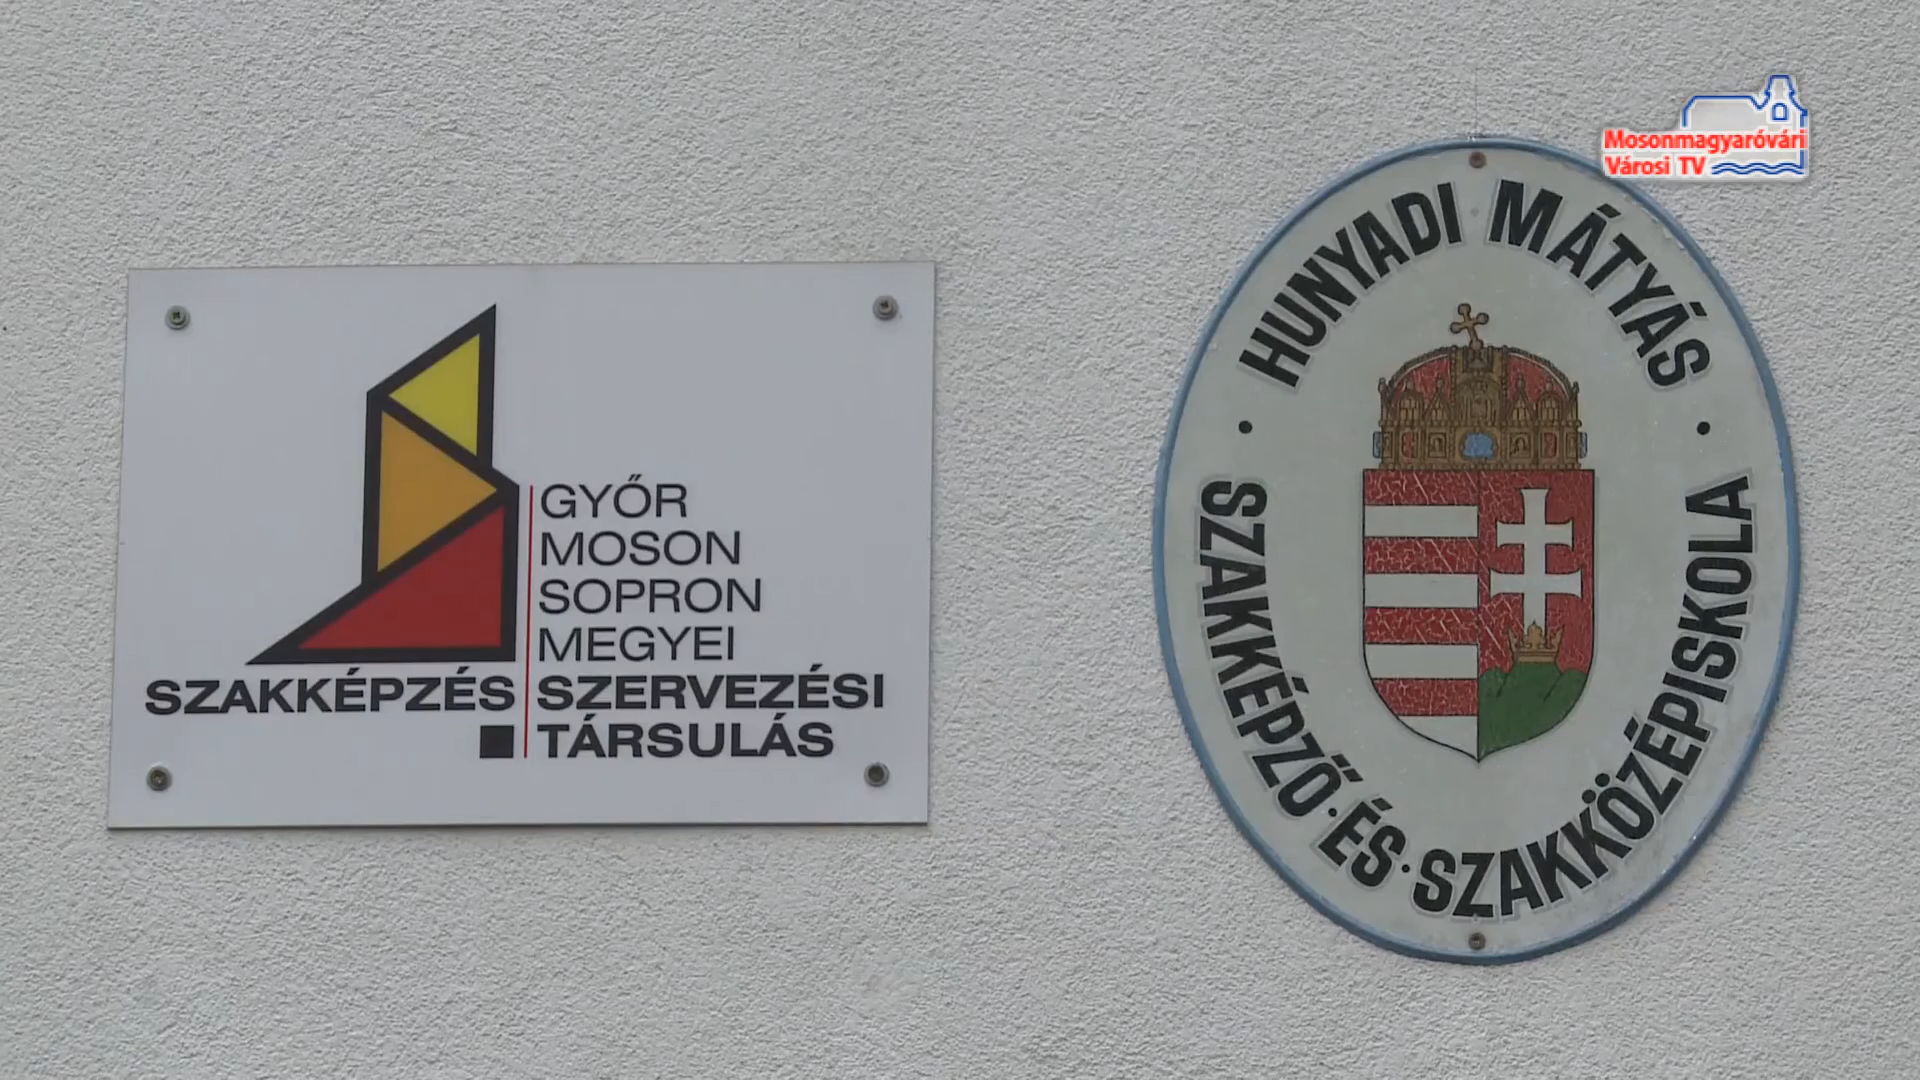 GYŐR
MOSON
SOPRON
MEGYEI
SZAKKÉPZÉS SZERVEZÉSI
TÁRSULÁS
HUNYADI MÁTYÁS
SZAKKÉPZŐ · ÉS · SZAKKÖZÉPISKOLA
Mosonmagyaróvári
Városi TV